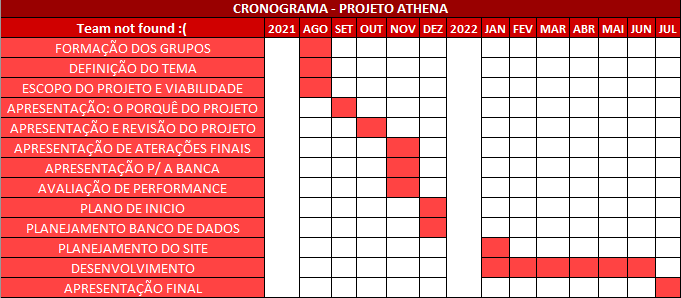 CRONOGRAMA - PROJETO ATHENA
Team not found :( 2021 AGO SET OUT NOV DEZ 2022 JAN FEV MAR ABR MAI JUN JUL
FORMAÇÃO DOS GRUPOS
DEFINIÇÃO DO TEMA
ESCOPO DO PROJETO E VIABILIDADE
APRESENTAÇÃO: O PORQUÊ DO PROJETO
APRESENTAÇÃO E REVISÃO DO PROJETO
APRESENTAÇÃO DE ATERAÇÕES FINAIS
APRESENTAÇÃO P/ A BANCA
AVALIAÇÃO DE PERFORMANCE
PLANO DE INICIO
PLANEJAMENTO BANCO DE DADOS
PLANEJAMENTO DO SITE
DESENVOLVIMENTO
APRESENTAÇÃO FINAL